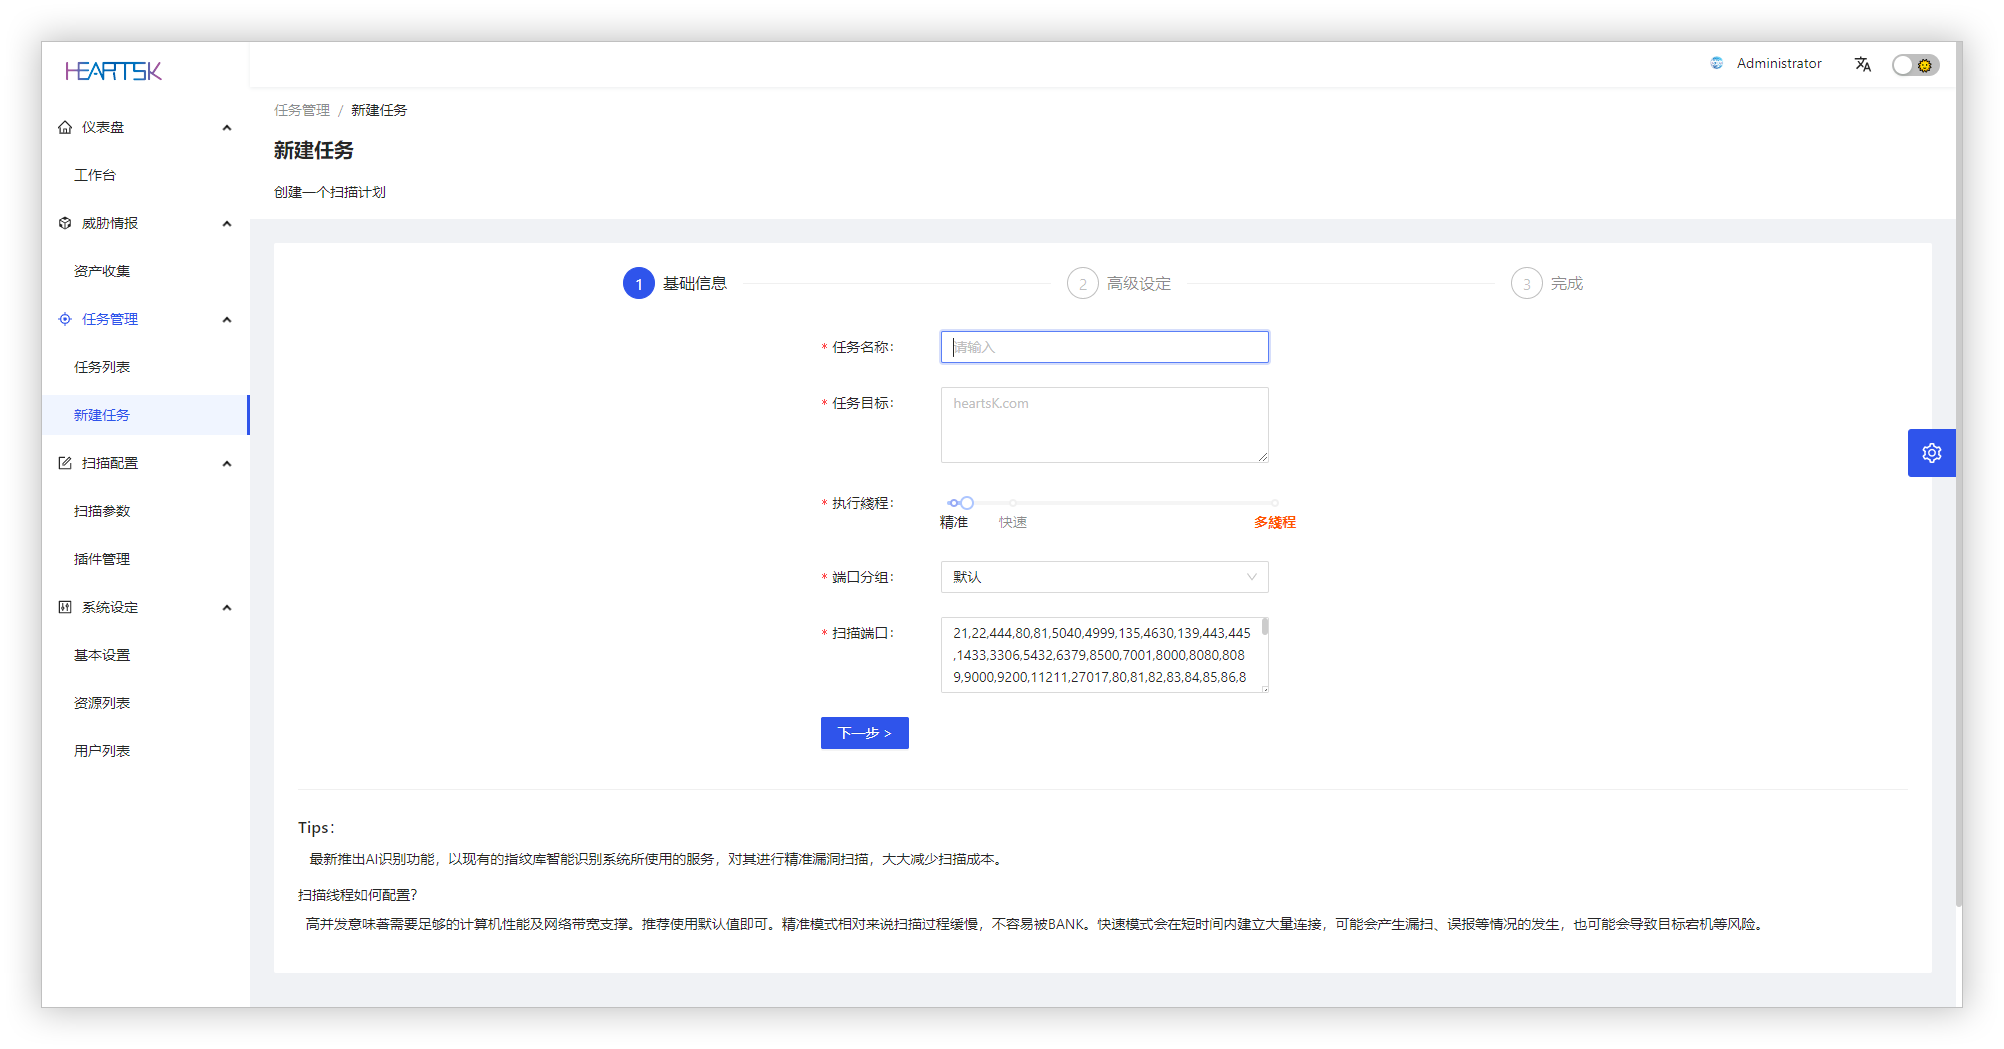 HEARTSK
Administrator
仪表盘
工作台
威胁情报
资产收集
任务管理
任务列表
新建任务
扫描配置
扫描参数
插件管理
系统设定
基本设置
资源列表
用户列表
任务管理 / 新建任务
新建任务
创建一个扫描计划
1 基础信息
2 高级设定
3 完成
* 任务名称:
请输入
* 任务目标:
heartsK.com
* 执行綫程:
精准
快速
多綫程
* 端口分组:
默认
* 扫描端口:
21,22,444,80,81,5040,4999,135,4630,139,443,445
,1433,3306,5432,6379,8500,7001,8000,8080,808
9,9000,9200,11211,27017,80,81,82,83,84,85,86,8
下一步 >
Tips：
最新推出AI识别功能，以现有的指纹库智能识别系统所使用的服务，对其进行精准漏洞扫描，大大减少扫描成本。
扫描线程如何配置?
高并发意味著需要足够的计算机性能及网络带宽支撑。推荐使用默认值即可。精准模式相对来说扫描过程缓慢，不容易被BANK。快速模式会在短时间内建立大量连接，可能会产生漏扫、误报等情况的发生，也可能会导致目标宕机等风险。